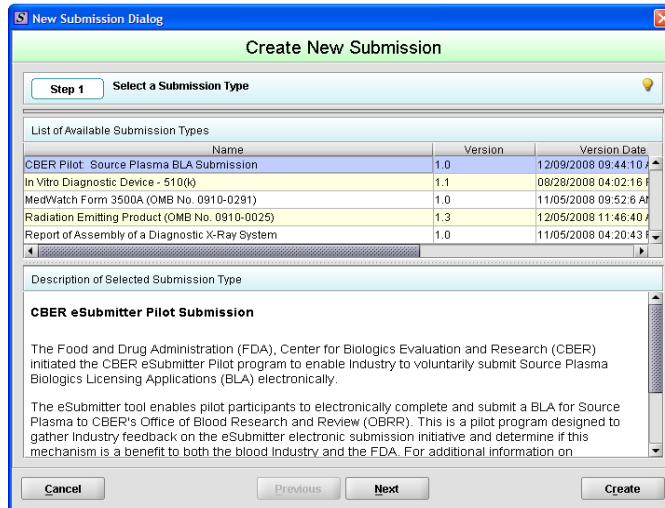 New Submission Dialog
Create New Submission
Step 1 Select a Submission Type
List of Available Submission Types
Name Version Version Date
CBER Pilot: Source Plasma BLA Submission 1.0 12/09/2008 09:44:10 A
In Vitro Diagnostic Device - 510(k) 1.1 08/28/2008 04:02:16 F
MedWatch Form 3500A (OMB No. 0910-0291) 1.0 11/05/2008 09:52:6 AM
Radiation Emitting Product (OMB No. 0910-0025) 1.3 12/05/2008 11:46:40 A
Report of Assembly of a Diagnostic X-Ray System 1.0 11/05/2008 04:20:43 F
Description of Selected Submission Type
CBER eSubmitter Pilot Submission
The Food and Drug Administration (FDA), Center for Biologics Evaluation and Research (CBER)
initiated the CBER eSubmitter Pilot program to enable Industry to voluntarily submit Source Plasma
Biologics Licensing Applications (BLA) electronically.
The eSubmitter tool enables pilot participants to electronically complete and submit a BLA for Source
Plasma to CBER's Office of Blood Research and Review (OBRR). This is a pilot program designed to
gather Industry feedback on the eSubmitter electronic submission initiative and determine if this
mechanism is a benefit to both the blood Industry and the FDA. For additional information on
Cancel Previous Next Create